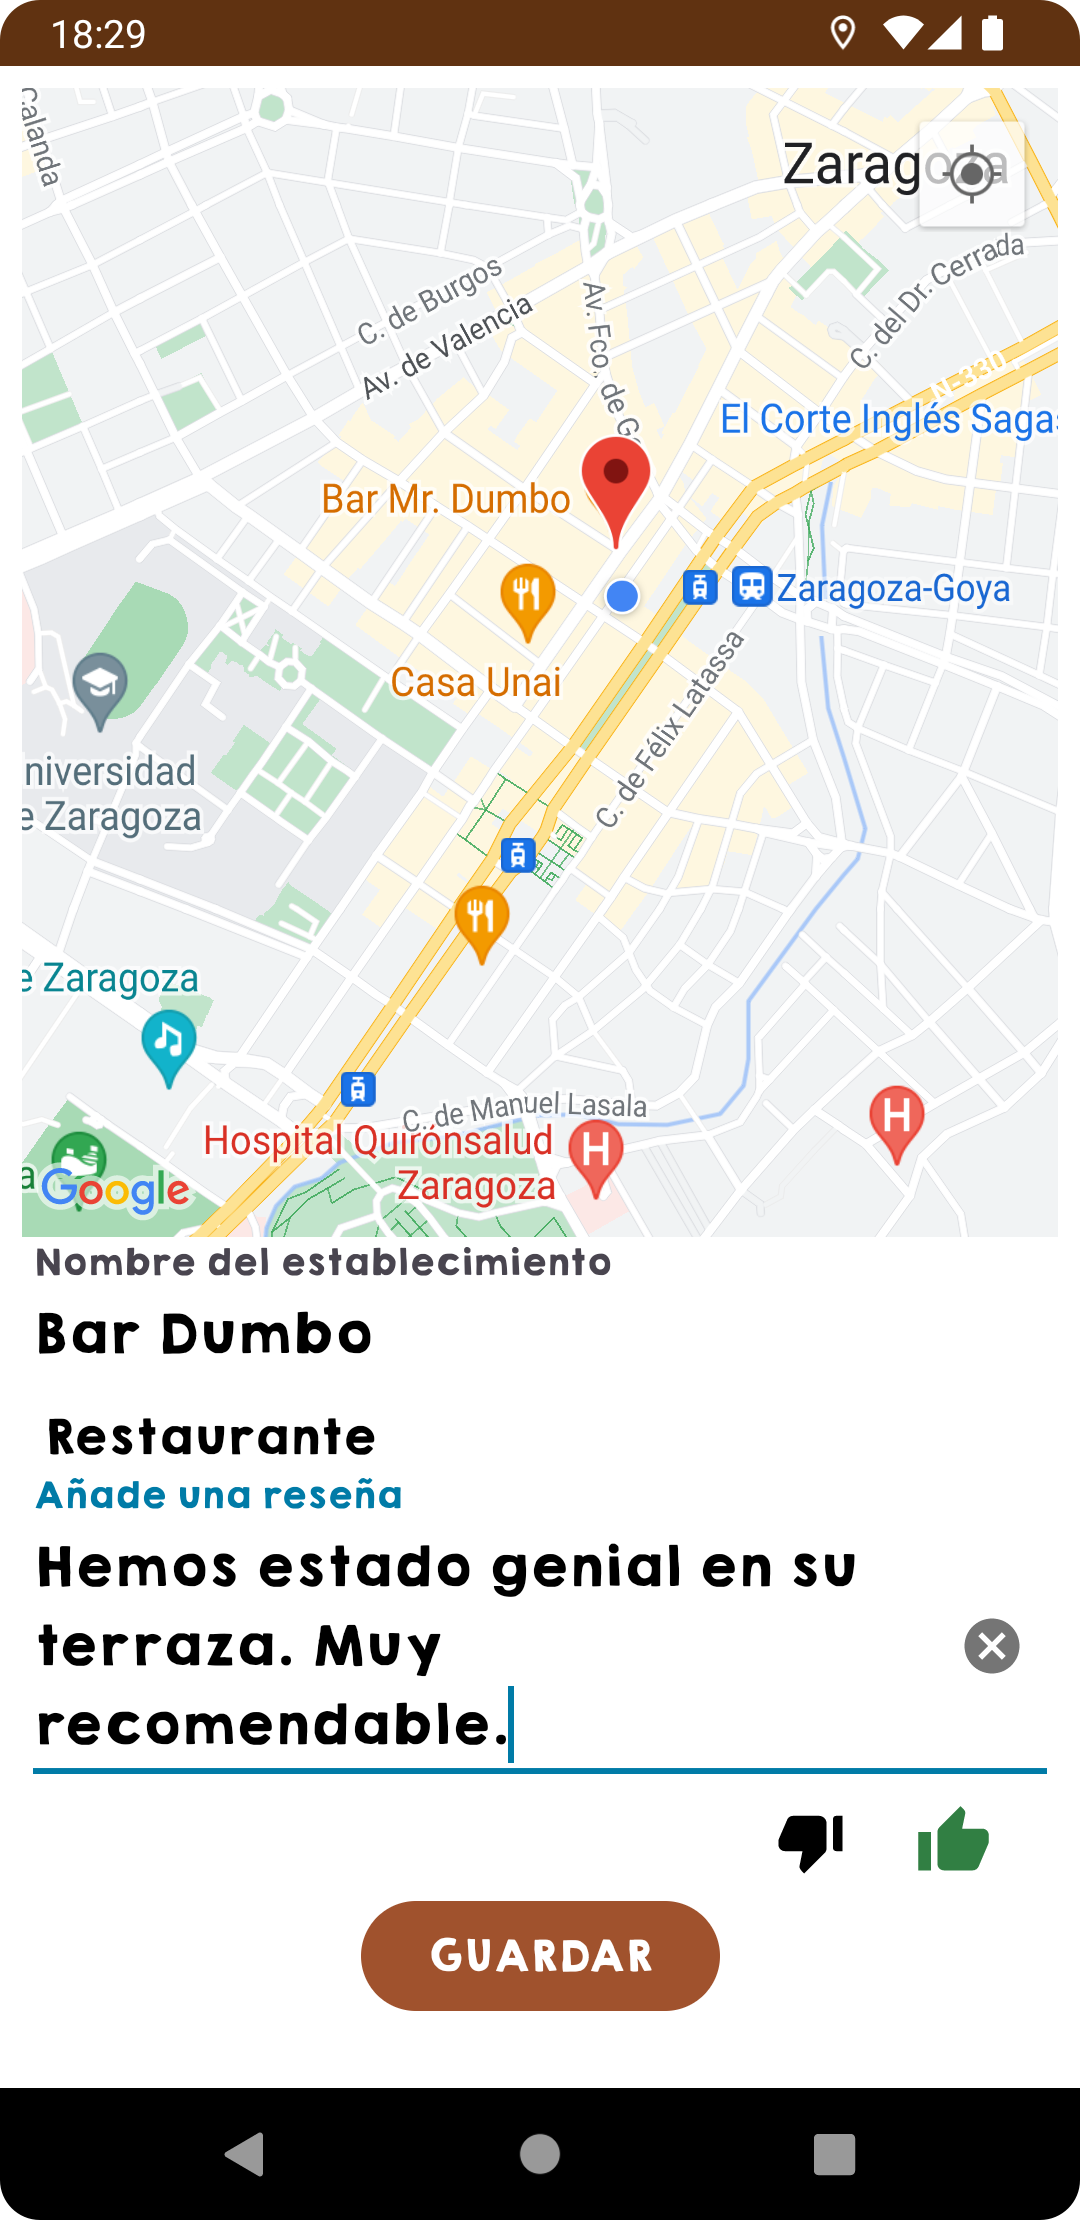 18:29
Calanda
Zaragoza
C. de Burgos
Av. de Valencia
Av. Fco. de Go
C. del Dr. Cerrada
N-330
El Corte Inglés Sagas
Bar Mr. Dumbo
Zaragoza-Goya
Casa Unai
C. de Félix Latassa
niversidad
e Zaragoza
e Zaragoza
C. de Manuel Lasala
Hospital Quirónsalud
Zaragoza
H
H
a
Google
Nombre del establecimiento
Bar Dumbo
Restaurante
Añade una reseña
Hemos estado genial en su
terraza. Muy
recomendable.
GUARDAR